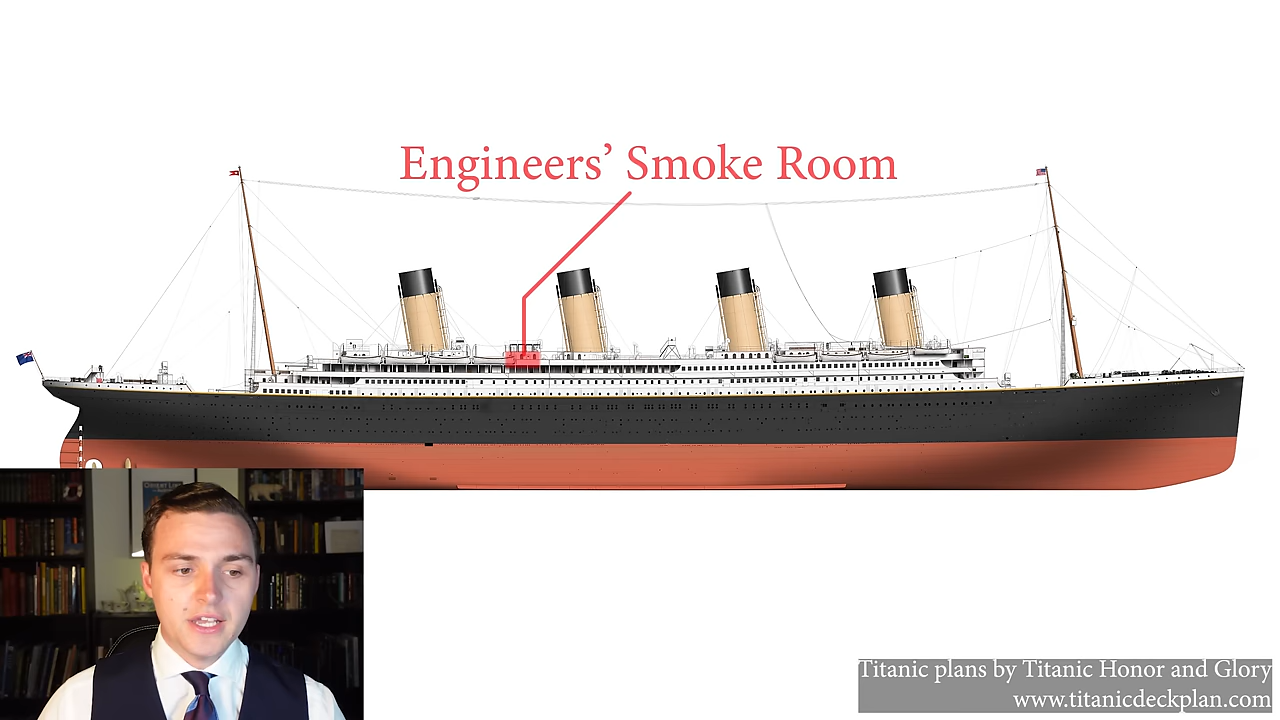 Engineers’ Smoke Room
Titanic plans by Titanic Honor and Glory
www.titanicdeckplan.com